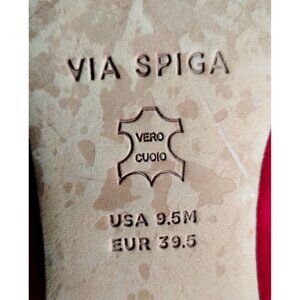 VIA SPIGA
VERO
CUOIO
USA 9.5M
EUR 39.5